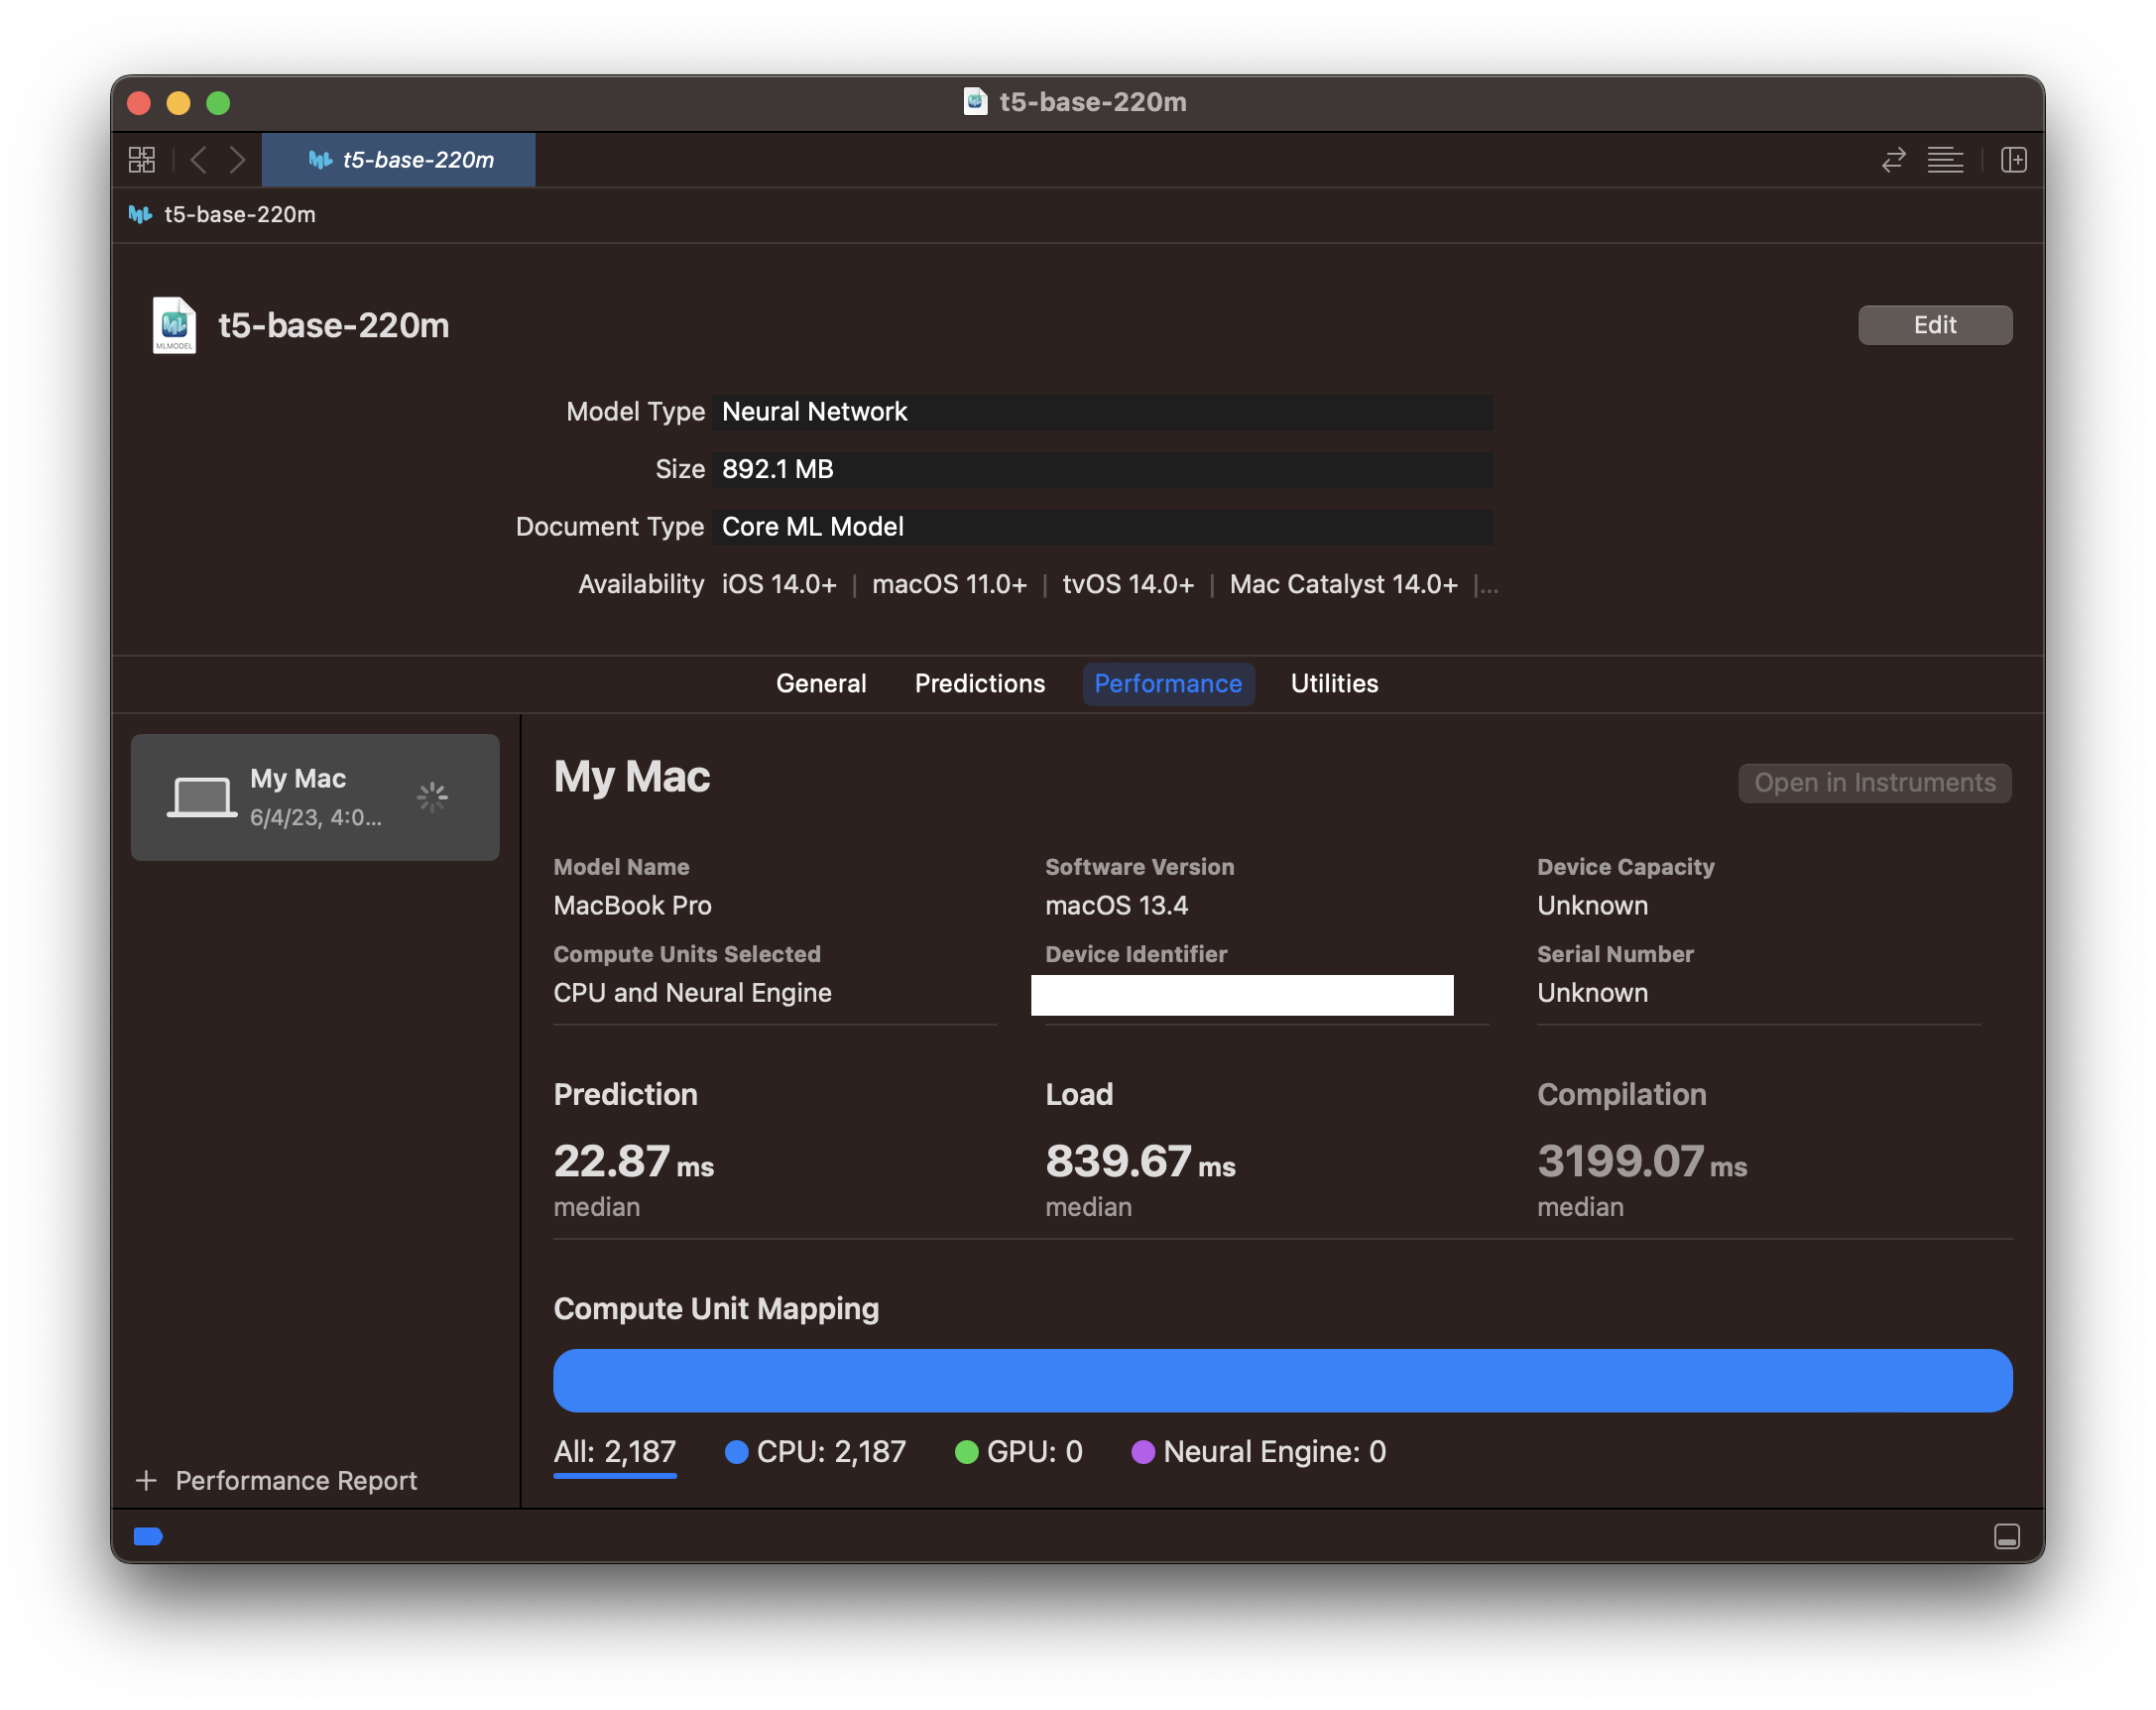 t5-base-220m
t5-base-220m
t5-base-220m
MLMODEL
t5-base-220m
Edit
Model Type Neural Network
Size 892.1 MB
Document Type Core ML Model
Availability iOS 14.0+ | macOS 11.0+ | tvOS 14.0+ | Mac Catalyst 14.0+ |...
General Predictions Performance Utilities
My Mac
6/4/23, 4:0...
My Mac
Open in Instruments
Model Name Software Version Device Capacity
MacBook Pro macOS 13.4 Unknown
Compute Units Selected Device Identifier Serial Number
CPU and Neural Engine Unknown
Prediction Load Compilation
22.87 ms 839.67 ms 3199.07 ms
median median median
Compute Unit Mapping
All: 2,187 CPU: 2,187 GPU: 0 Neural Engine: 0
+ Performance Report